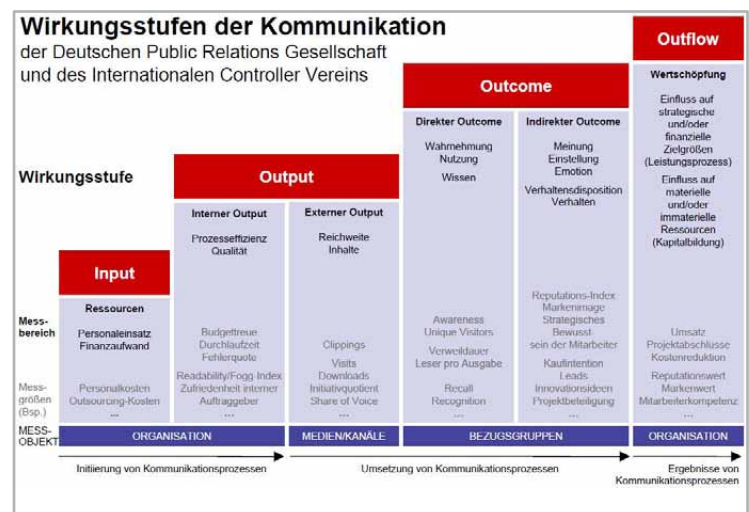 Wirkungsstufen der Kommunikation
der Deutschen Public Relations Gesellschaft
und des Internationalen Controller Vereins
Wirkungsstufe
Input
Ressourcen
Personaleinsatz
Finanzaufwand
Personalkosten
Outsourcing-Kosten
...
Output
Interner Output
Prozesseffizienz
Qualität
Budgettreue
Durchlaufzeit
Fehlerquote
Readability/Fogg-Index
Zufriedenheit interner
Auftraggeber
...
Externer Output
Reichweite
Inhalte
Clippings
Visits
Downloads
Initiativquotient
Share of Voice
...
Outcome
Direkter Outcome
Wahrnehmung
Nutzung
Wissen
Awareness
Unique Visitors
Verweildauer
Leser pro Ausgabe
Recall
Recognition
...
Indirekter Outcome
Meinung
Einstellung
Emotion
Verhaltensdisposition
Verhalten
Reputations-Index
Markenimage
Strategisches
Bewusst-
sein der Mitarbeiter
Kaufintention
Leads
Innovationsideen
Projektbeteiligung
...
Outflow
Wertschöpfung
Einfluss auf
strategische
und/oder
finanzielle
Zielgrößen
(Leistungsprozess)
Einfluss auf
materielle
und/oder
immaterielle
Ressourcen
(Kapitalbildung)
Umsatz
Projektabschlüsse
Kostenreduktion
Reputationswert
Markenwert
Mitarbeiterkompetenz
...
Mess-
bereich
Mess-
größen
(Bsp.)
MESS-
OBJEKT
ORGANISATION
MEDIEN/KANÄLE
BEZUGSGRUPPEN
ORGANISATION
Initiierung von Kommunikationsprozessen
Umsetzung von Kommunikationsprozessen
Ergebnisse von
Kommunikationsprozessen